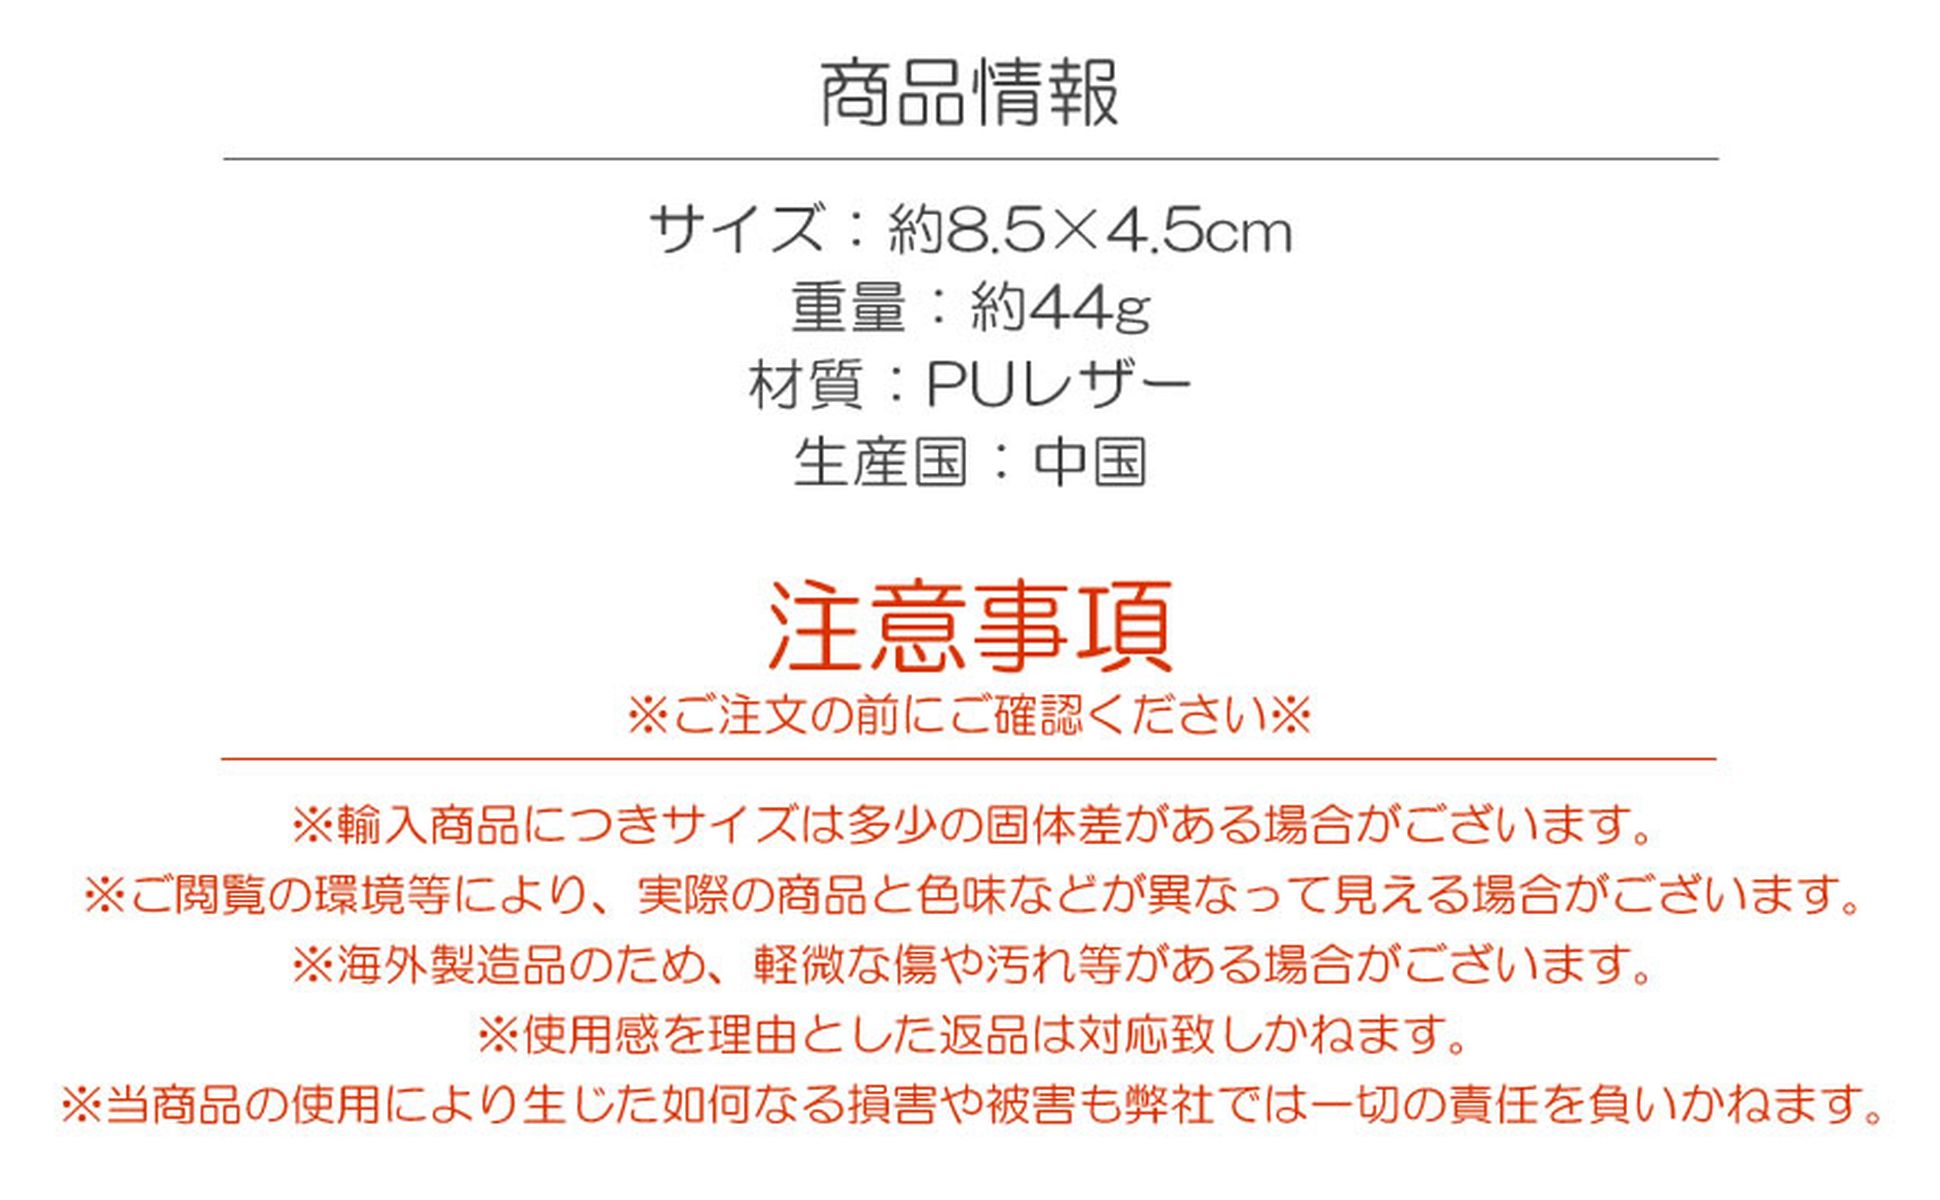 商品情報
サイズ：約8.5×4.5cm
重量：約44g
材質：PUレザー
生産国：中国
注意事項
※ご注文の前にご確認ください※
※輸入商品につきサイズは多少の固体差がある場合がございます。
※ご閲覧の環境等により、実際の商品と色味などが異なって見える場合がございます。
※海外製造品のため、軽微な傷や汚れ等がある場合がございます。
※使用感を理由とした返品は対応致しかねます。
※当商品の使用により生じた如何なる損害や被害も弊社では一切の責任を負いかねます。